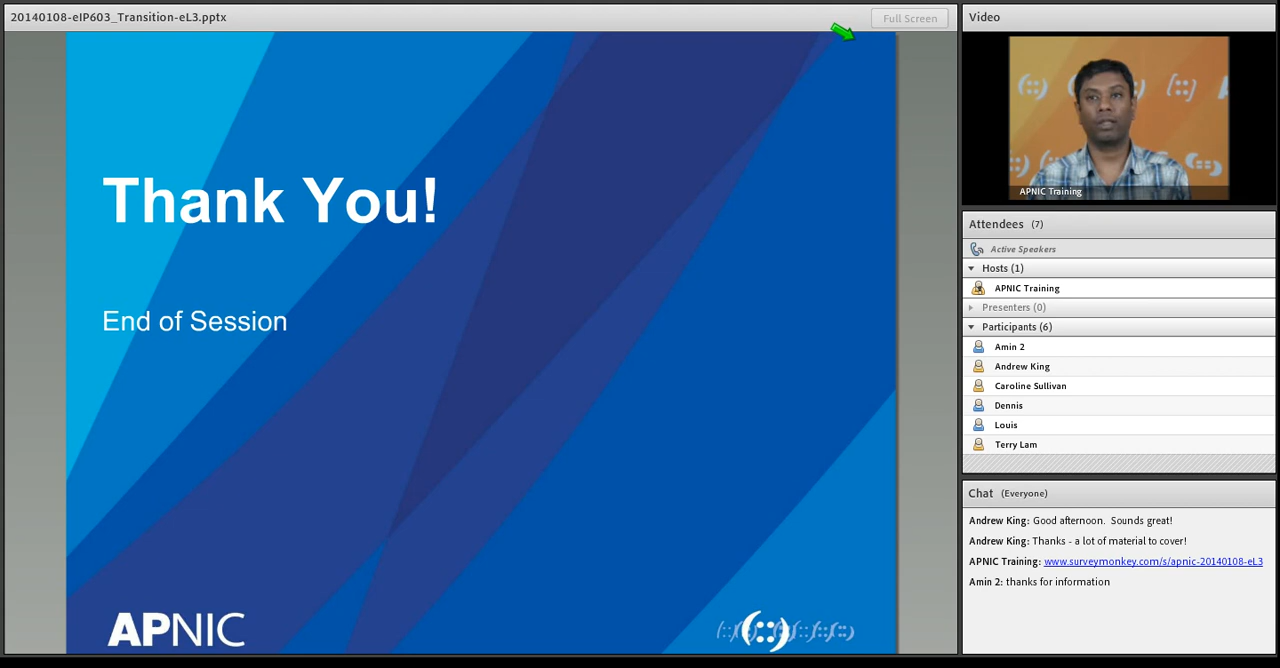 20140108-eIP603_Transition-eL3.pptx
Full Screen
Thank You!
End of Session
APNIC
(::)
Video
APNIC Training
Attendees (7)
Active Speakers
Hosts (1)
APNIC Training
Presenters (0)
Participants (6)
Amin 2
Andrew King
Caroline Sullivan
Dennis
Louis
Terry Lam
Chat (Everyone)
Andrew King: Good afternoon. Sounds great!
Andrew King: Thanks - a lot of material to cover!
APNIC Training: www.surveymonkey.com/s/apnic-20140108-eL3
Amin 2: thanks for information